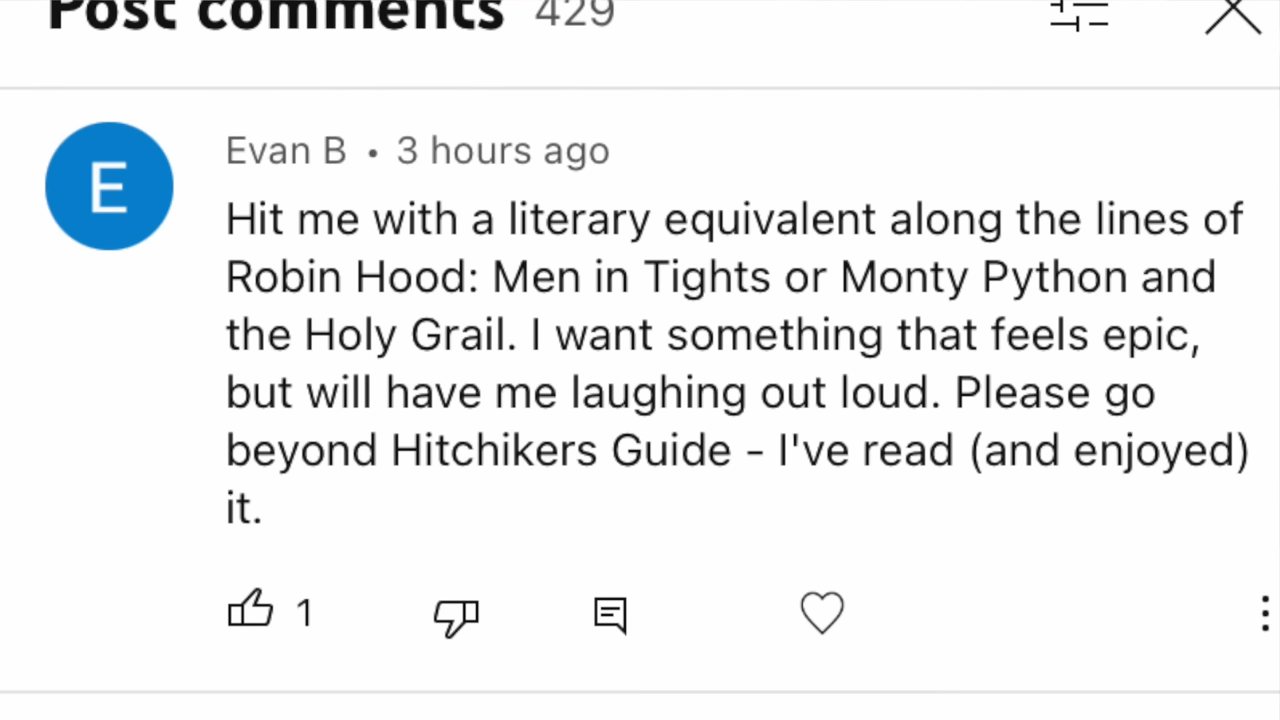 Post comments 429
E
Evan B • 3 hours ago
Hit me with a literary equivalent along the lines of
Robin Hood: Men in Tights or Monty Python and
the Holy Grail. I want something that feels epic,
but will have me laughing out loud. Please go
beyond Hitchikers Guide - I've read (and enjoyed)
it.
1